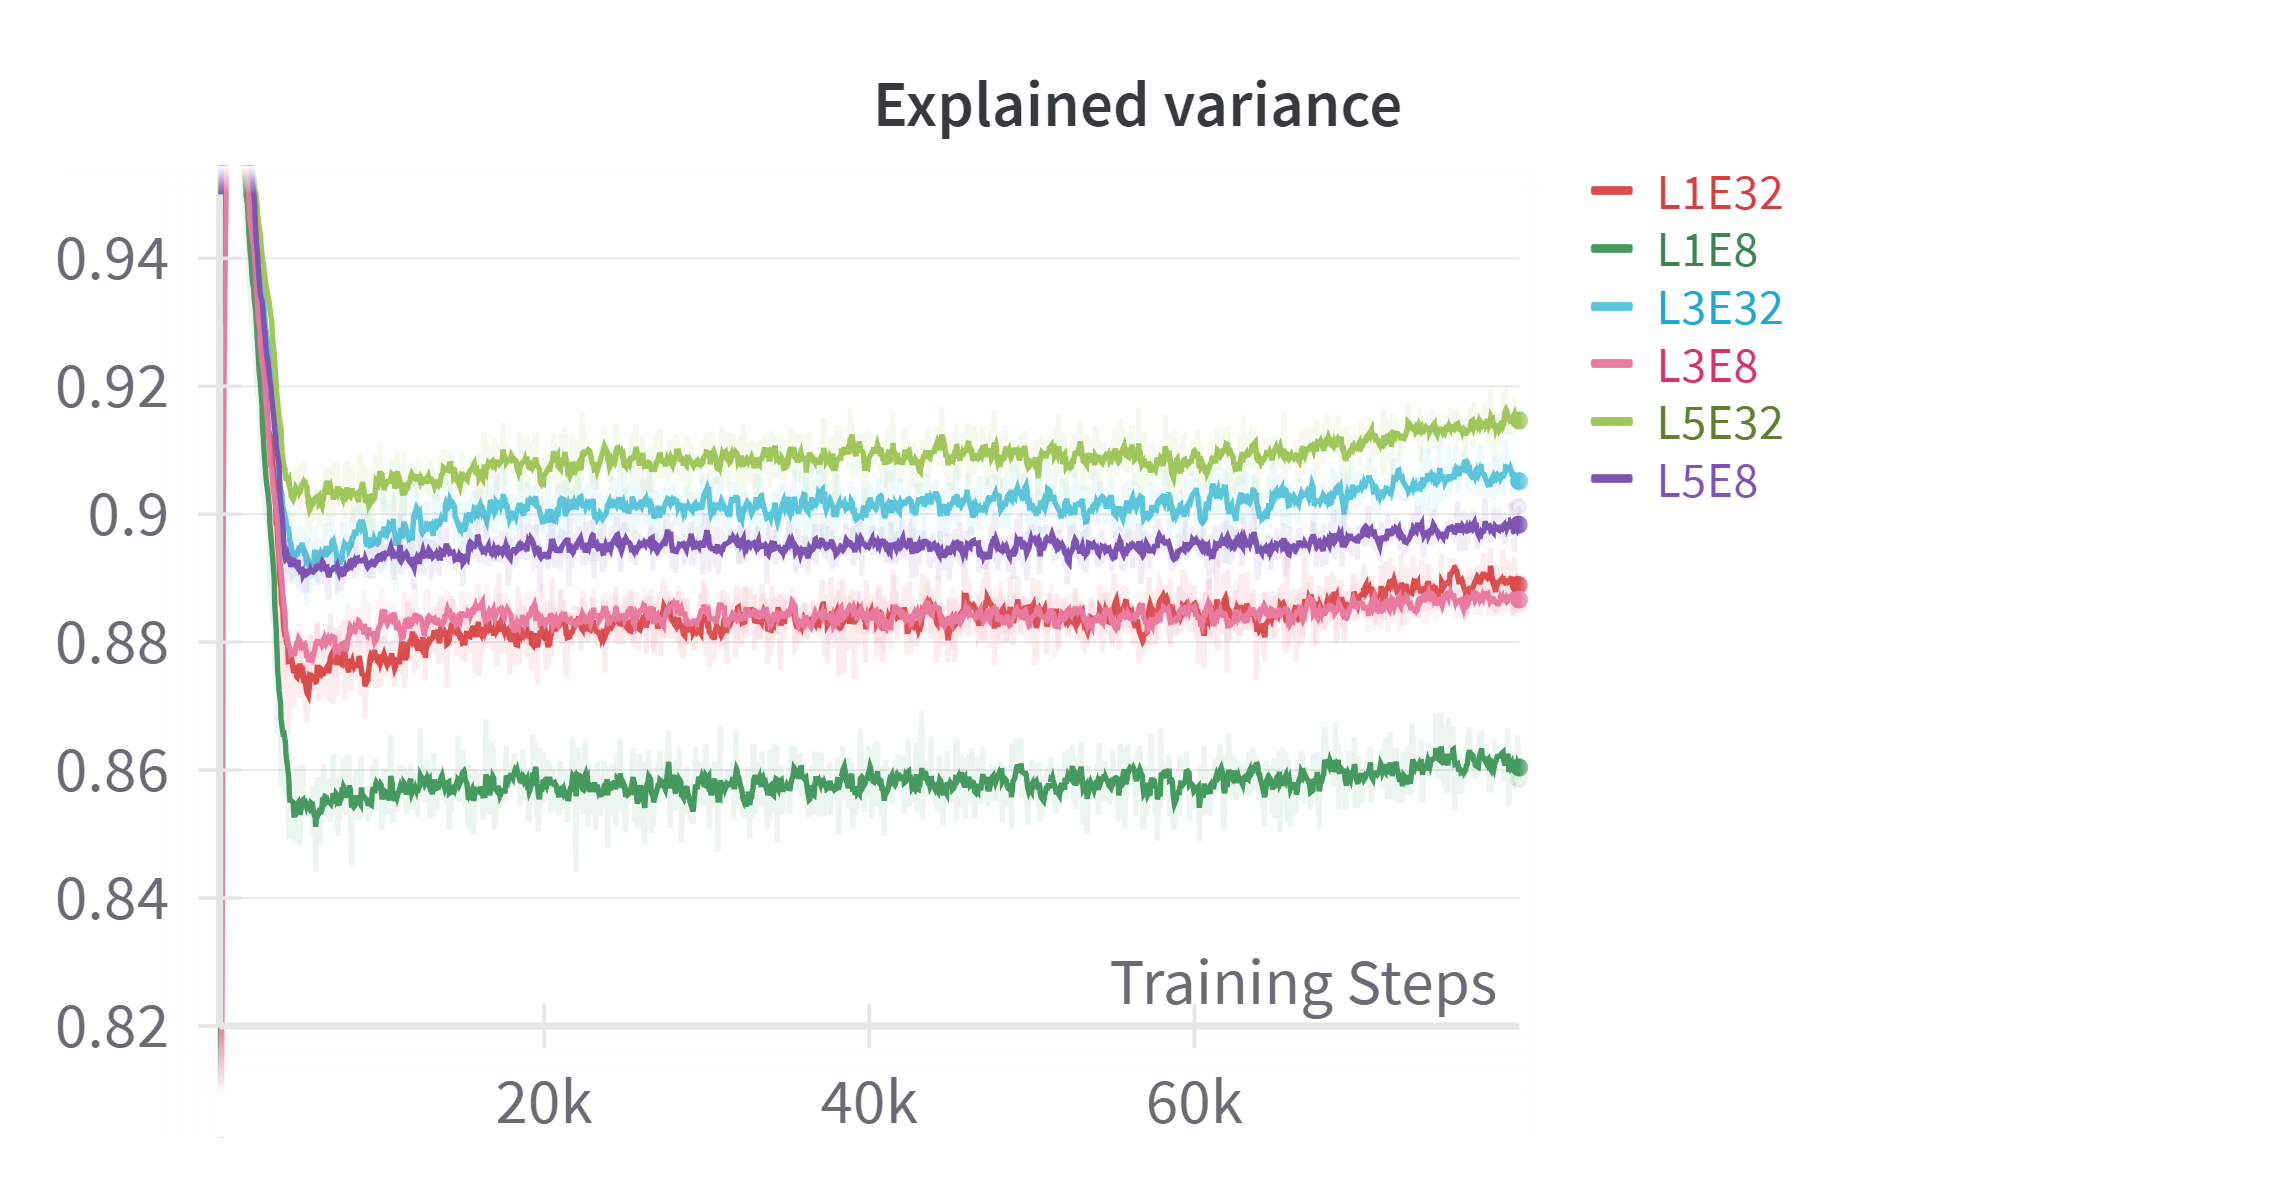 Explained variance
0.94
0.92
0.9
0.88
0.86
0.84
0.82
20k
40k
60k
Training Steps
L1E32
L1E8
L3E32
L3E8
L5E32
L5E8